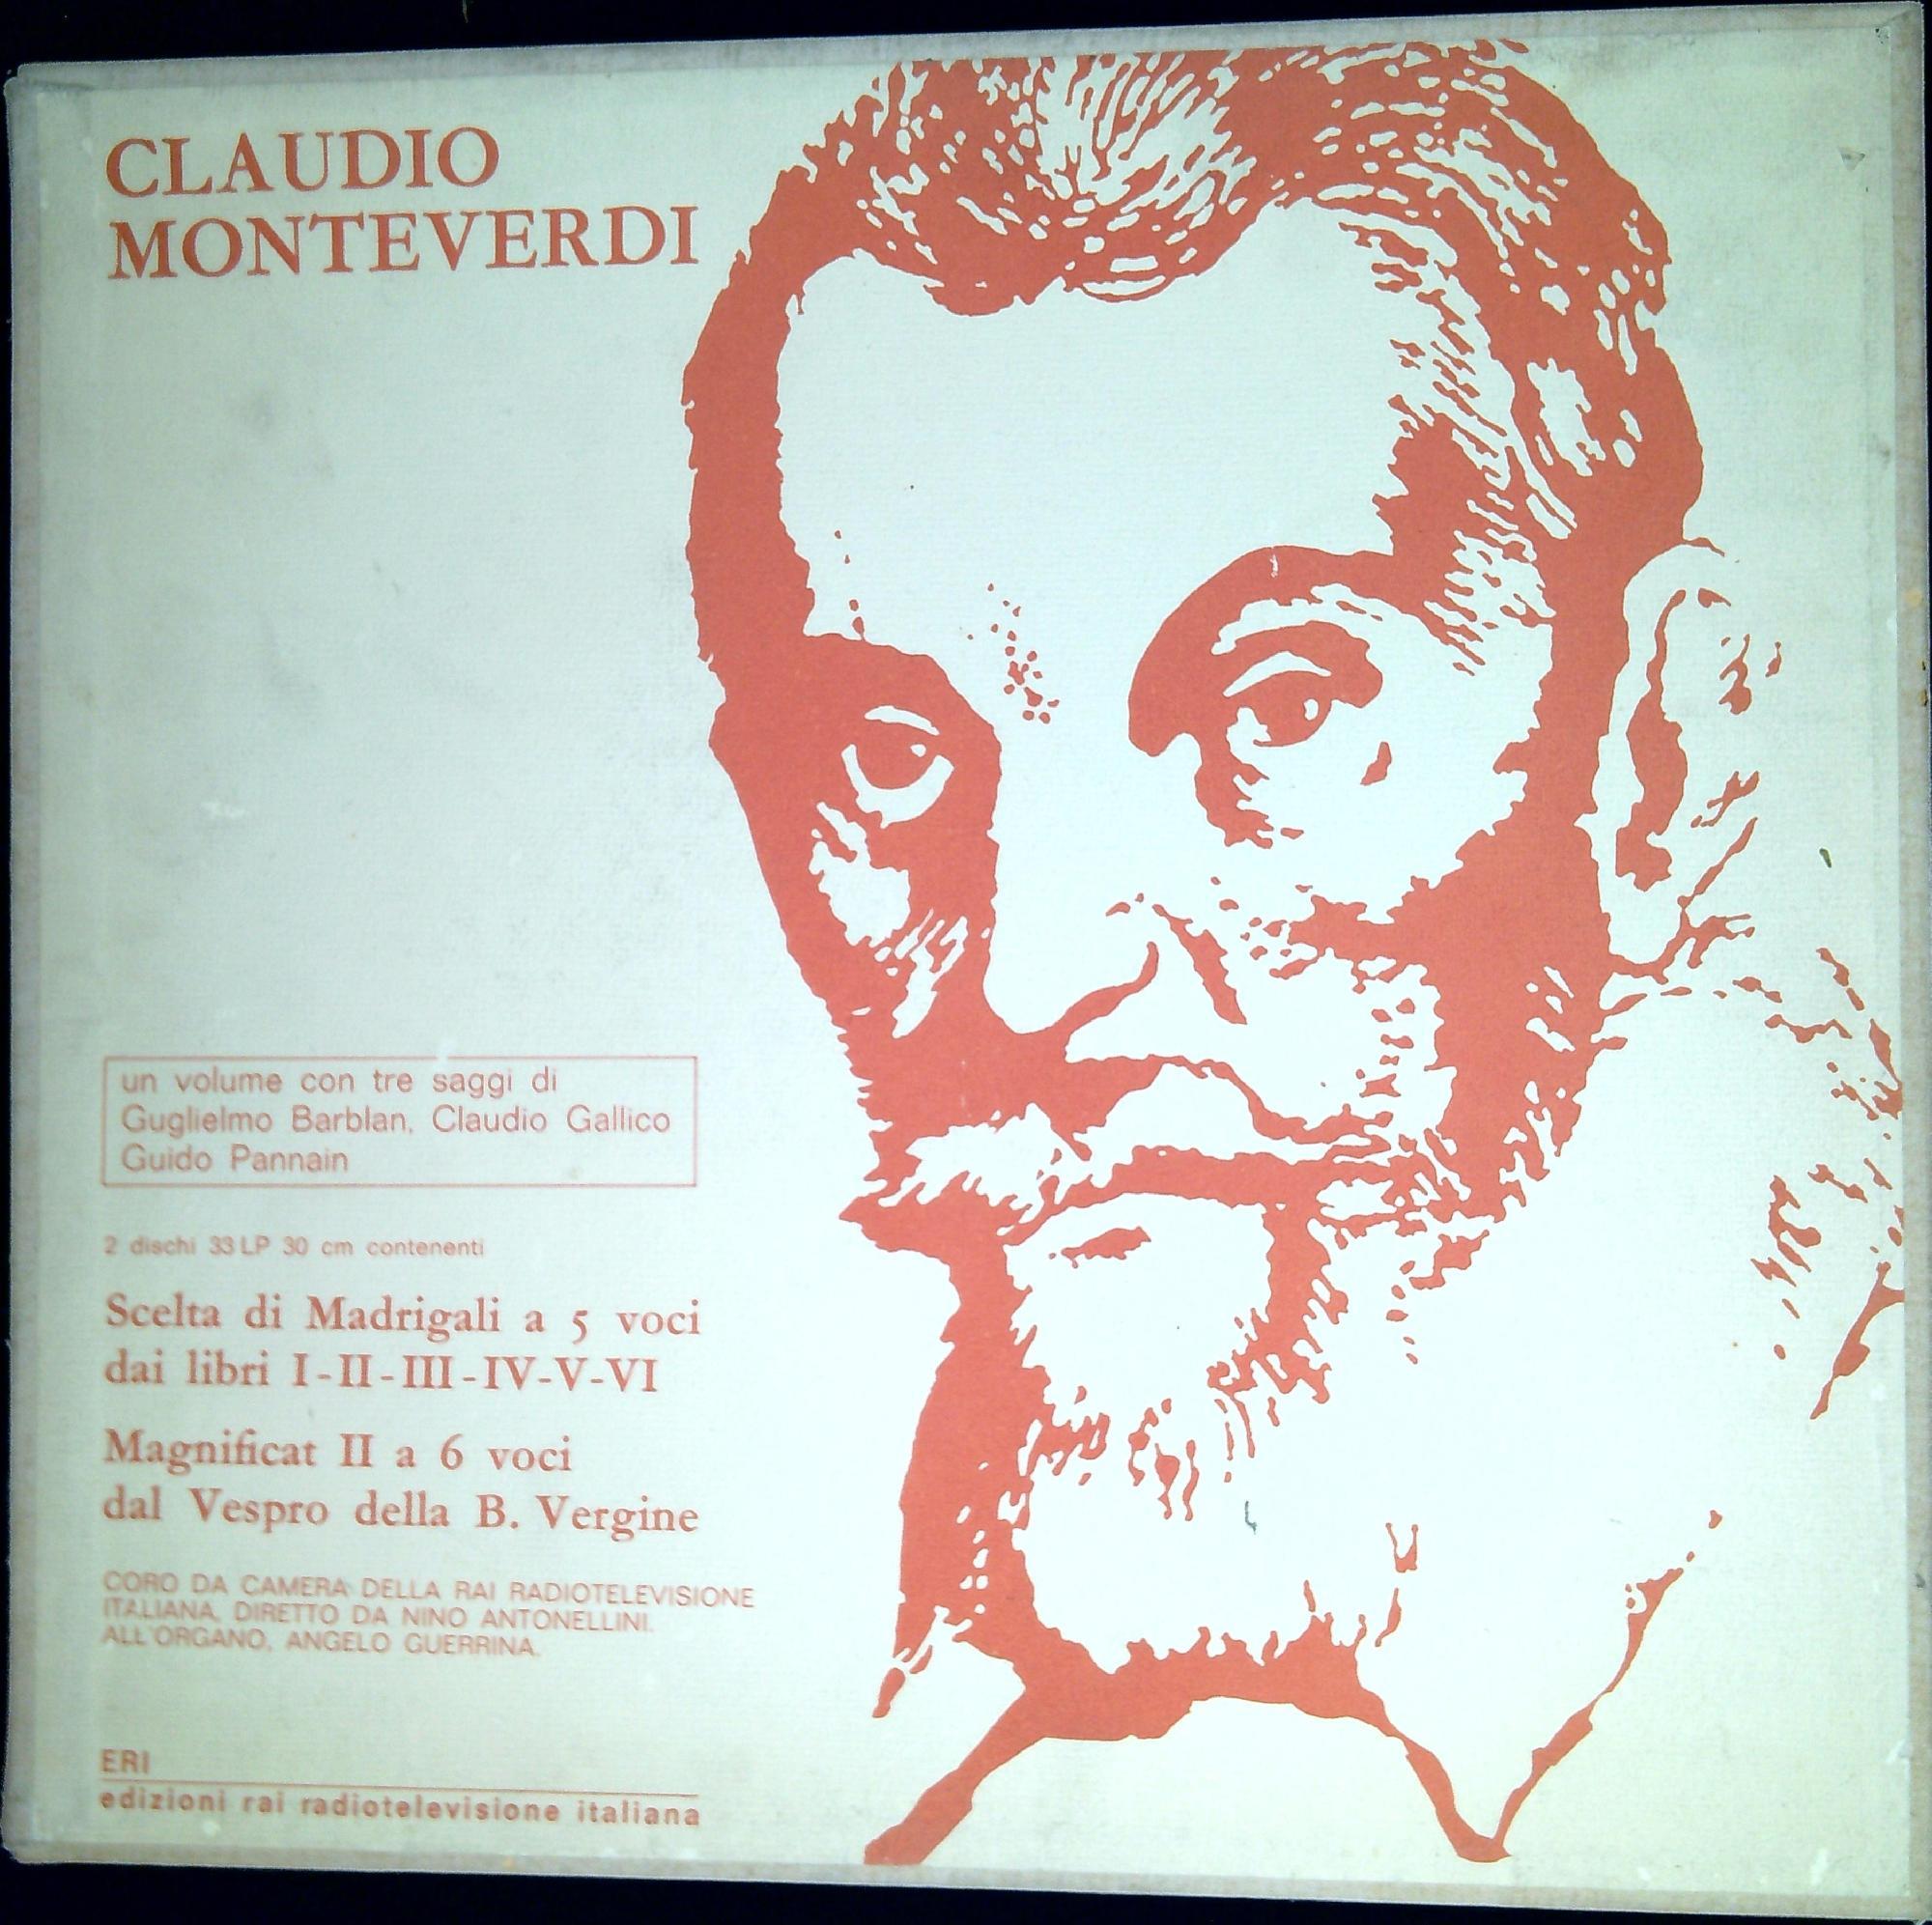 CLAUDIO
MONTEVERDI
un volume con tre saggi di
Guglielmo Barblan, Claudio Gallico
Guido Pannain
2 dischi 33 LP 30 cm contenenti
Scelta di Madrigali a 5 voci
dai libri I-II-III-IV-V-VI
Magnificat II a 6 voci
dal Vespro della B. Vergine
CORO DA CAMERA DELLA RAI RADIOTELEVISIONE
ITALIANA, DIRETTO DA NINO ANTONELLINI.
ALL'ORGANO, ANGELO GUERRINA.
ERI
edizioni rai radiotelevisione italiana